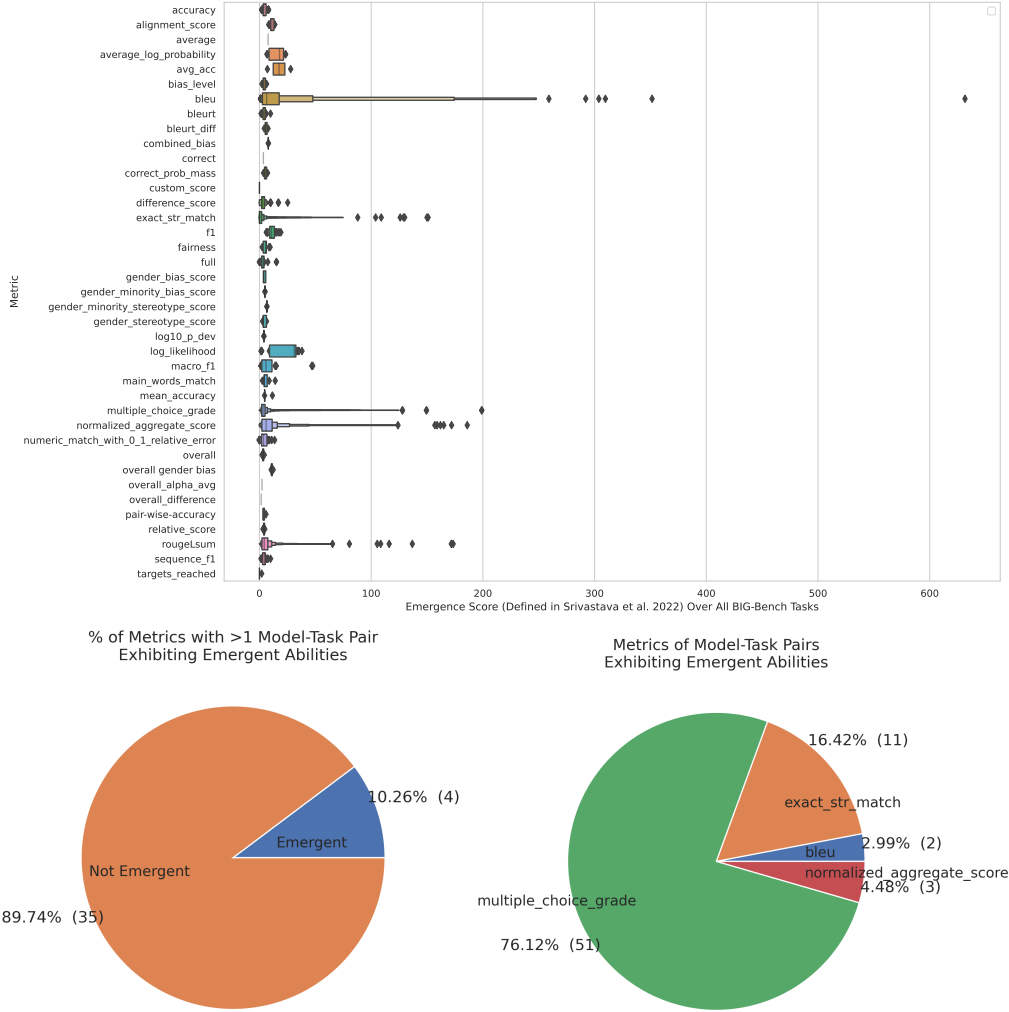 accuracy
alignment_score
average
average_log_probability
avg_acc
bias_level
bleu
bleurt
bleurt_diff
combined_bias
correct
correct_prob_mass
custom_score
difference_score
exact_str_match
f1
fairness
full
gender_bias_score
gender_minority_bias_score
gender_minority_stereotype_score
gender_stereotype_score
log10_p_dev
log_likelihood
macro_f1
main_words_match
mean_accuracy
multiple_choice_grade
normalized_aggregate_score
numeric_match_with_0_1_relative_error
overall
overall gender bias
overall_alpha_avg
overall_difference
pair-wise-accuracy
relative_score
rougeLsum
sequence_f1
targets_reached
Metric
0 100 200 300 400 500 600
Emergence Score (Defined in Srivastava et al. 2022) Over All BIG-Bench Tasks
% of Metrics with >1 Model-Task Pair
Exhibiting Emergent Abilities
10.26% (4)
Emergent
Not Emergent
89.74% (35)
Metrics of Model-Task Pairs
Exhibiting Emergent Abilities
16.42% (11)
exact_str_match
2.99% (2)
bleu
normalized_aggregate_score
4.48% (3)
multiple_choice_grade
76.12% (51)